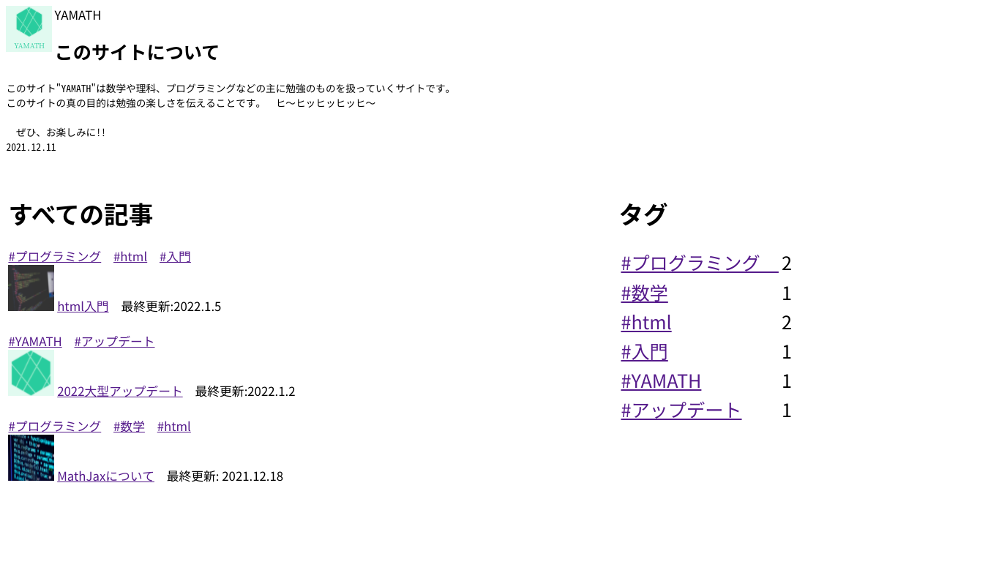 YAMATH
YAMATH
このサイトについて
このサイト"YAMATH"は数学や理科、プログラミングなどの主に勉強のものを扱っていくサイトです。
このサイトの真の目的は勉強の楽しさを伝えることです。　ヒ～ヒッヒッヒッヒ～
　ぜひ、お楽しみに!!
2021.12.11
すべての記事
#プログラミング　#html　#入門
html入門　最終更新:2022.1.5
#YAMATH　#アップデート
2022大型アップデート　最終更新:2022.1.2
#プログラミング　#数学　#html
MathJaxについて　最終更新: 2021.12.18
タグ
#プログラミング　2
#数学 1
#html 2
#入門 1
#YAMATH 1
#アップデート 1